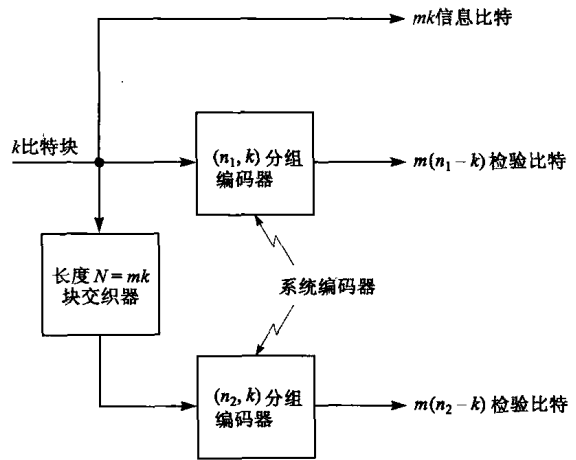 mk信息比特
k比特块
(n₁, k) 分组
编码器
m(n₁ − k) 检验比特
长度 N = mk
块交织器
系统编码器
(n₂, k) 分组
编码器
m(n₂ − k) 检验比特